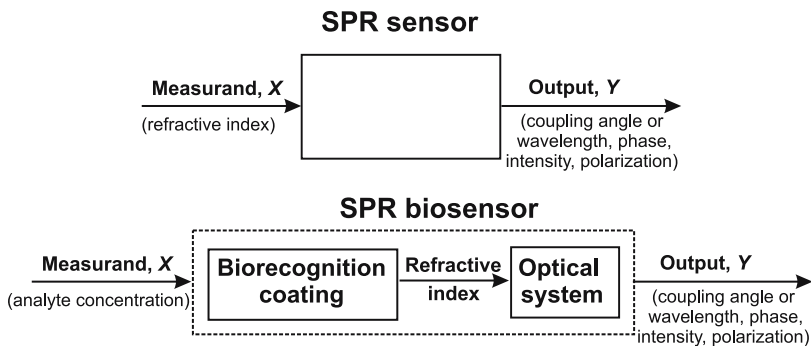 SPR sensor
Measurand, X
(refractive index)
Output, Y
(coupling angle or
wavelength, phase,
intensity, polarization)
SPR biosensor
Measurand, X
(analyte concentration)
Biorecognition
coating
Refractive
index
Optical
system
Output, Y
(coupling angle or
wavelength, phase,
intensity, polarization)